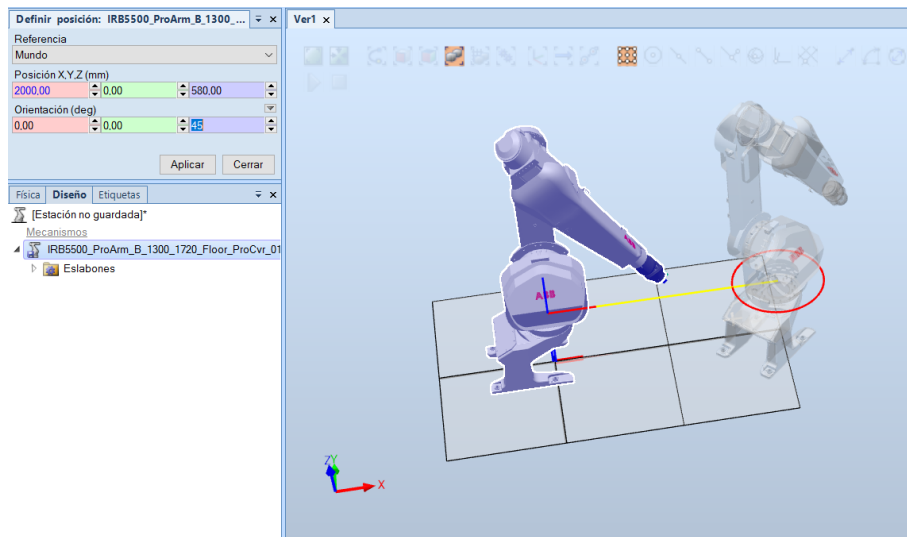 Definir posición: IRB5500_ProArm_B_1300_...
Referencia
Mundo
Posición X,Y,Z (mm)
2000,00 0,00 580,00
Orientación (deg)
0,00 0,00 45
Aplicar Cerrar
Física Diseño Etiquetas
[Estación no guardada]*
Mecanismos
IRB5500_ProArm_B_1300_1720_Floor_ProCvr_01
Eslabones
Ver1
ABB
ABB
Z Y
X